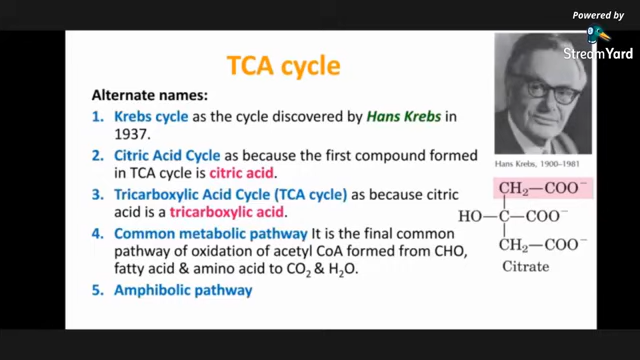 Powered by
StreamYard
TCA cycle
Alternate names:
1. Krebs cycle as the cycle discovered by Hans Krebs in
1937.
2. Citric Acid Cycle as because the first compound formed
in TCA cycle is citric acid.
3. Tricarboxylic Acid Cycle (TCA cycle) as because citric
acid is a tricarboxylic acid.
4. Common metabolic pathway It is the final common
pathway of oxidation of acetyl CoA formed from CHO,
fatty acid & amino acid to CO₂ & H₂O.
5. Amphibolic pathway
Hans Krebs, 1900–1981
CH₂—COO⁻
HO—C—COO⁻
CH₂—COO⁻
Citrate